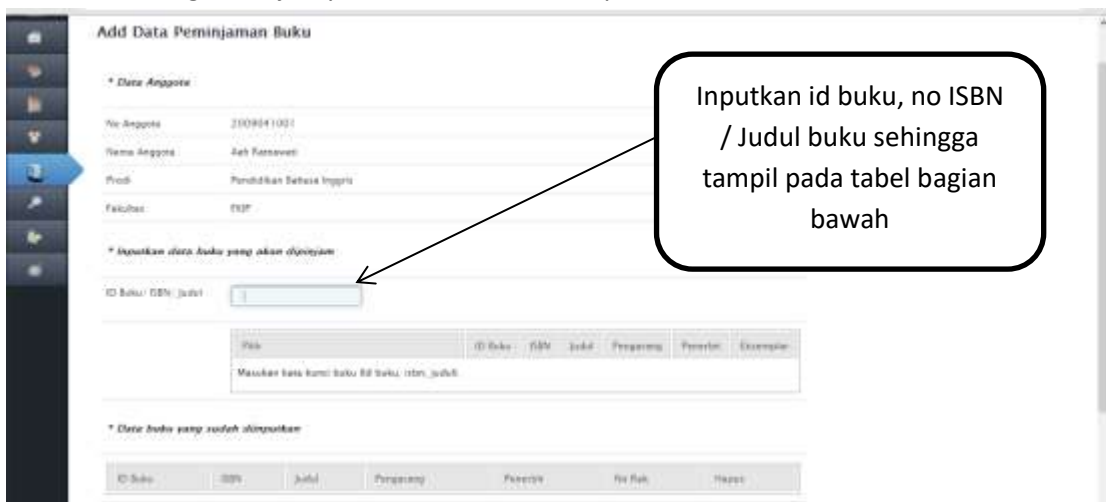 Add Data Peminjaman Buku
* Data Anggota
No Anggota 2109041001
Nama Anggota
Prodi Pendidikan Bahasa Inggris
Fakultas FKIP
* Inputkan data buku yang akan dipinjam
ID Buku/ ISBN/ Judul
Pilih ID Buku ISBN Judul Pengarang Penerbit Eksemplar
Masukan kata kunci buku (id buku, isbn, judul)
* Data buku yang sudah diinputkan
ID Buku ISBN Judul Pengarang Penerbit No Rak Hapus
Inputkan id buku, no ISBN
/ Judul buku sehingga
tampil pada tabel bagian
bawah